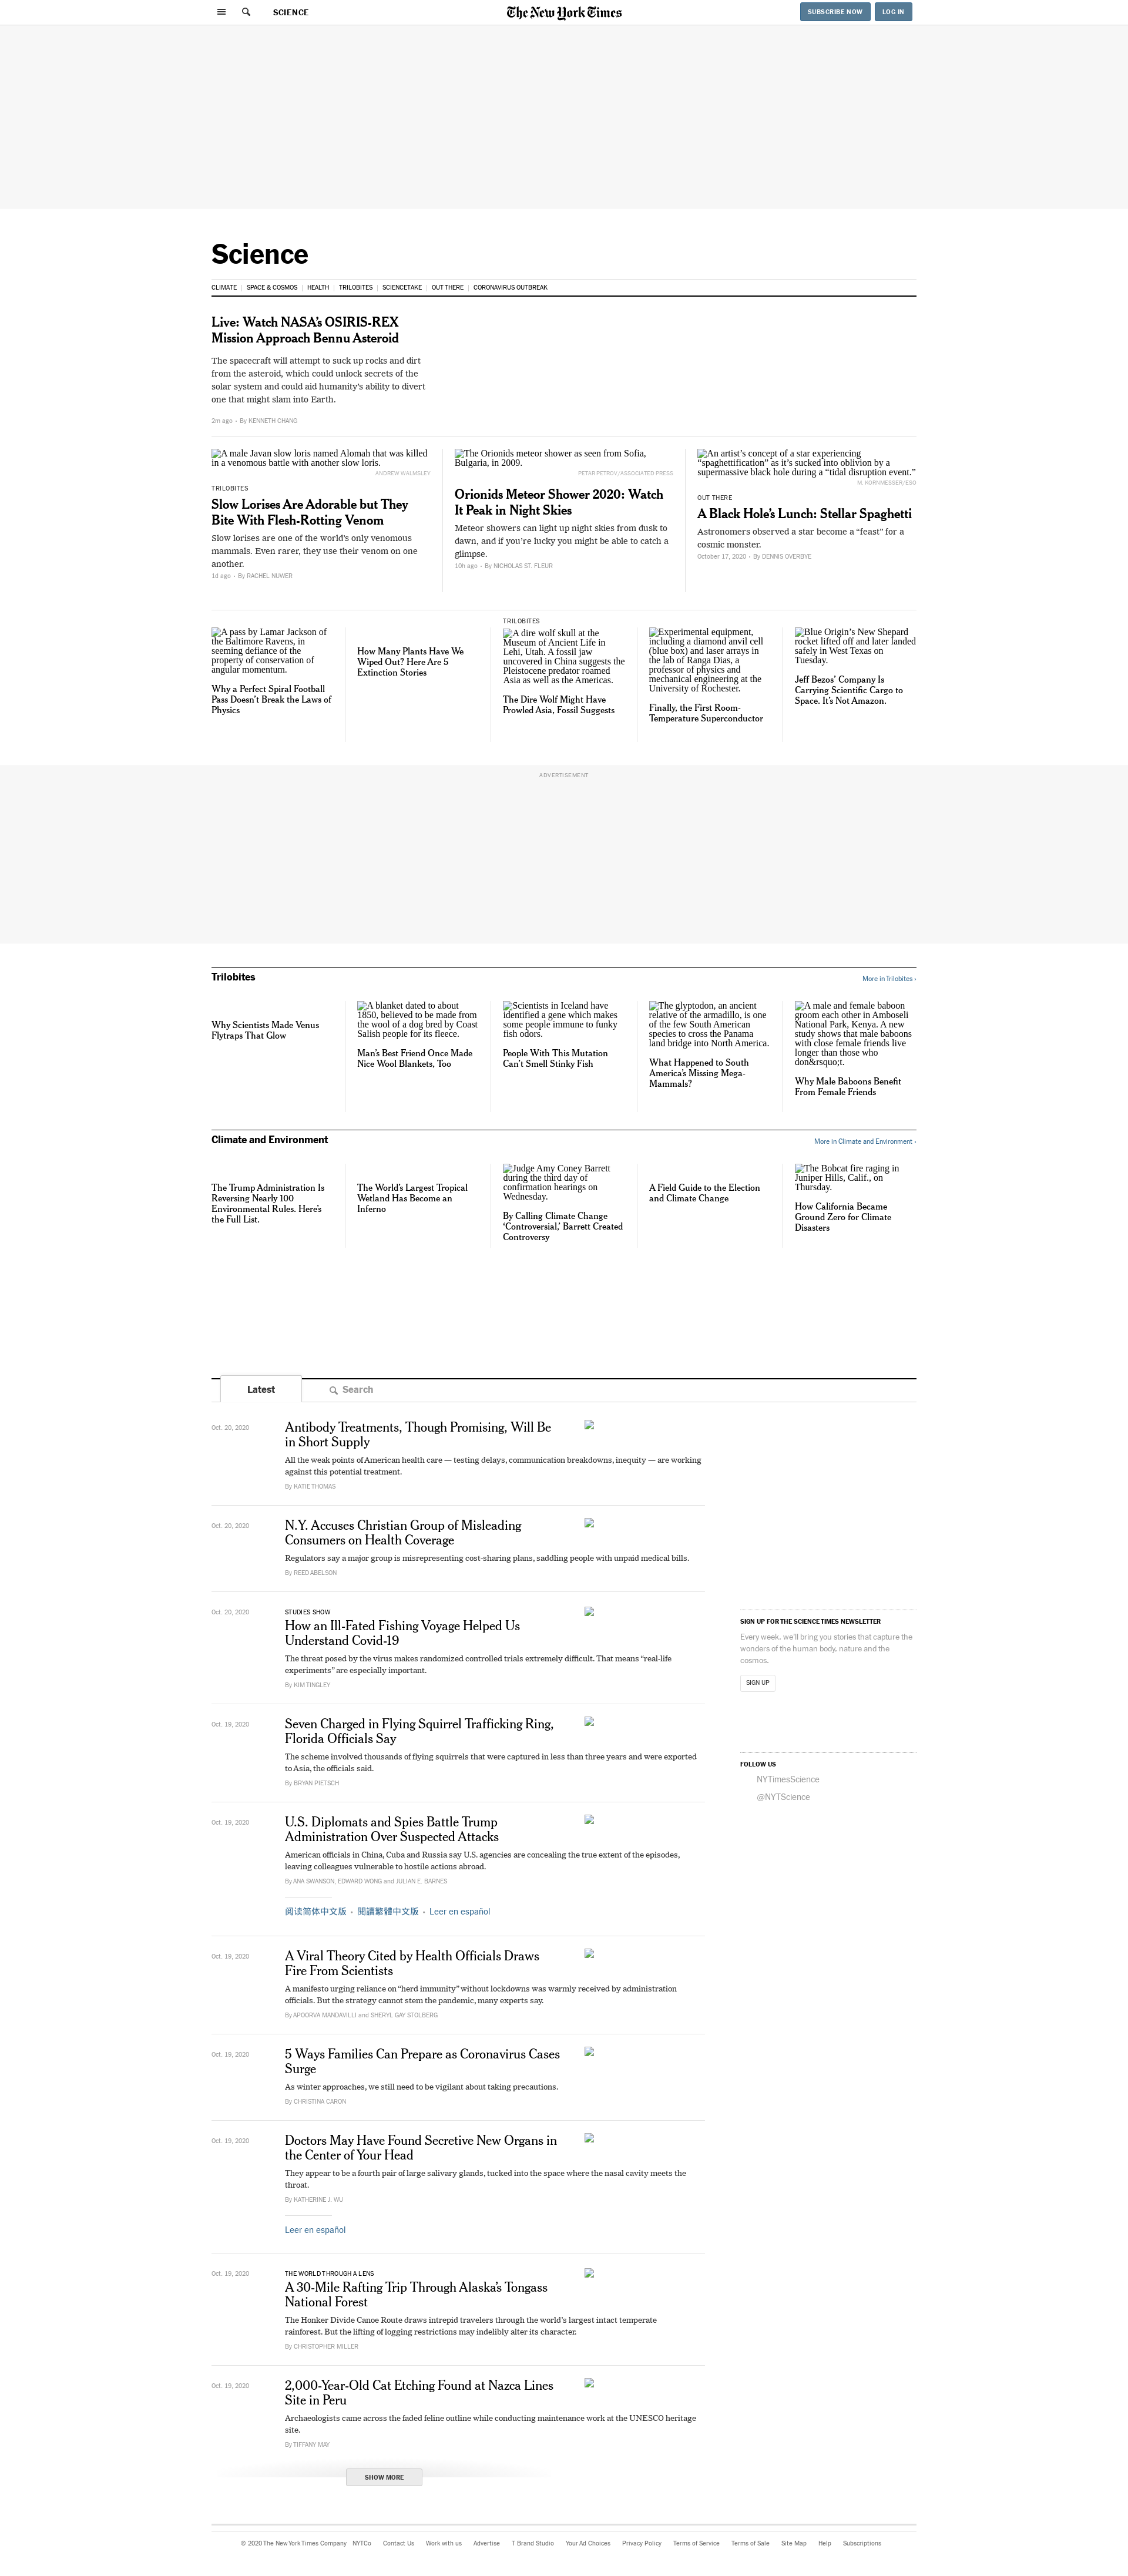 SCIENCE
The New York Times
SUBSCRIBE NOW
LOG IN
Science
CLIMATE
SPACE & COSMOS
HEALTH
TRILOBITES
SCIENCETAKE
OUT THERE
CORONAVIRUS OUTBREAK
Live: Watch NASA's OSIRIS-REX
Mission Approach Bennu Asteroid
The spacecraft will attempt to suck up rocks and dirt
from the asteroid, which could unlock secrets of the
solar system and could aid humanity's ability to divert
one that might slam into Earth.
2m ago · By KENNETH CHANG
A male Javan slow loris named Alomah that was killed
in a venomous battle with another slow loris.
ANDREW WALMSLEY
TRILOBITES
Slow Lorises Are Adorable but They
Bite With Flesh-Rotting Venom
Slow lorises are one of the world's only venomous
mammals. Even rarer, they use their venom on one
another.
1d ago · By RACHEL NUWER
The Orionids meteor shower as seen from Sofia,
Bulgaria, in 2009.
PETAR PETROV/ASSOCIATED PRESS
Orionids Meteor Shower 2020: Watch
It Peak in Night Skies
Meteor showers can light up night skies from dusk to
dawn, and if you're lucky you might be able to catch a
glimpse.
10h ago · By NICHOLAS ST. FLEUR
An artist's concept of a star experiencing
“spaghettification” as it's sucked into oblivion by a
supermassive black hole during a “tidal disruption event.”
M. KORNMESSER/ESO
OUT THERE
A Black Hole's Lunch: Stellar Spaghetti
Astronomers observed a star become a “feast” for a
cosmic monster.
October 17, 2020 · By DENNIS OVERBYE
A pass by Lamar Jackson of
the Baltimore Ravens, in
seeming defiance of the
property of conservation of
angular momentum.
Why a Perfect Spiral Football
Pass Doesn't Break the Laws of
Physics
How Many Plants Have We
Wiped Out? Here Are 5
Extinction Stories
TRILOBITES
A dire wolf skull at the
Museum of Ancient Life in
Lehi, Utah. A fossil jaw
uncovered in China suggests the
Pleistocene predator roamed
Asia as well as the Americas.
The Dire Wolf Might Have
Prowled Asia, Fossil Suggests
Experimental equipment,
including a diamond anvil cell
(blue box) and laser arrays in
the lab of Ranga Dias, a
professor of physics and
mechanical engineering at the
University of Rochester.
Finally, the First Room-
Temperature Superconductor
Blue Origin's New Shepard
rocket lifted off and later landed
safely in West Texas on
Tuesday.
Jeff Bezos' Company Is
Carrying Scientific Cargo to
Space. It's Not Amazon.
ADVERTISEMENT
Trilobites
More in Trilobites ›
Why Scientists Made Venus
Flytraps That Glow
A blanket dated to about
1850, believed to be made from
the wool of a dog bred by Coast
Salish people for its fleece.
Man's Best Friend Once Made
Nice Wool Blankets, Too
Scientists in Iceland have
identified a gene which makes
some people immune to funky
fish odors.
People With This Mutation
Can't Smell Stinky Fish
The glyptodon, an ancient
relative of the armadillo, is one
of the few South American
species to cross the Panama
land bridge into North America.
What Happened to South
America's Missing Mega-
Mammals?
A male and female baboon
groom each other in Amboseli
National Park, Kenya. A new
study shows that male baboons
with close female friends live
longer than those who
don&rsquo;t.
Why Male Baboons Benefit
From Female Friends
Climate and Environment
More in Climate and Environment ›
The Trump Administration Is
Reversing Nearly 100
Environmental Rules. Here's
the Full List.
The World's Largest Tropical
Wetland Has Become an
Inferno
Judge Amy Coney Barrett
during the third day of
confirmation hearings on
Wednesday.
By Calling Climate Change
'Controversial,' Barrett Created
Controversy
A Field Guide to the Election
and Climate Change
The Bobcat fire raging in
Juniper Hills, Calif., on
Thursday.
How California Became
Ground Zero for Climate
Disasters
Latest
Search
Oct. 20, 2020
Antibody Treatments, Though Promising, Will Be
in Short Supply
All the weak points of American health care — testing delays, communication breakdowns, inequity — are working
against this potential treatment.
By KATIE THOMAS
Oct. 20, 2020
N.Y. Accuses Christian Group of Misleading
Consumers on Health Coverage
Regulators say a major group is misrepresenting cost-sharing plans, saddling people with unpaid medical bills.
By REED ABELSON
Oct. 20, 2020
STUDIES SHOW
How an Ill-Fated Fishing Voyage Helped Us
Understand Covid-19
The threat posed by the virus makes randomized controlled trials extremely difficult. That means “real-life
experiments” are especially important.
By KIM TINGLEY
SIGN UP FOR THE SCIENCE TIMES NEWSLETTER
Every week, we'll bring you stories that capture the
wonders of the human body, nature and the
cosmos.
SIGN UP
Oct. 19, 2020
Seven Charged in Flying Squirrel Trafficking Ring,
Florida Officials Say
The scheme involved thousands of flying squirrels that were captured in less than three years and were exported
to Asia, the officials said.
By BRYAN PIETSCH
FOLLOW US
NYTimesScience
@NYTScience
Oct. 19, 2020
U.S. Diplomats and Spies Battle Trump
Administration Over Suspected Attacks
American officials in China, Cuba and Russia say U.S. agencies are concealing the true extent of the episodes,
leaving colleagues vulnerable to hostile actions abroad.
By ANA SWANSON, EDWARD WONG and JULIAN E. BARNES
阅读简体中文版 · 閱讀繁體中文版 · Leer en español
Oct. 19, 2020
A Viral Theory Cited by Health Officials Draws
Fire From Scientists
A manifesto urging reliance on “herd immunity” without lockdowns was warmly received by administration
officials. But the strategy cannot stem the pandemic, many experts say.
By APOORVA MANDAVILLI and SHERYL GAY STOLBERG
Oct. 19, 2020
5 Ways Families Can Prepare as Coronavirus Cases
Surge
As winter approaches, we still need to be vigilant about taking precautions.
By CHRISTINA CARON
Oct. 19, 2020
Doctors May Have Found Secretive New Organs in
the Center of Your Head
They appear to be a fourth pair of large salivary glands, tucked into the space where the nasal cavity meets the
throat.
By KATHERINE J. WU
Leer en español
Oct. 19, 2020
THE WORLD THROUGH A LENS
A 30-Mile Rafting Trip Through Alaska's Tongass
National Forest
The Honker Divide Canoe Route draws intrepid travelers through the world's largest intact temperate
rainforest. But the lifting of logging restrictions may indelibly alter its character.
By CHRISTOPHER MILLER
Oct. 19, 2020
2,000-Year-Old Cat Etching Found at Nazca Lines
Site in Peru
Archaeologists came across the faded feline outline while conducting maintenance work at the UNESCO heritage
site.
By TIFFANY MAY
SHOW MORE
© 2020 The New York Times Company
NYTCo
Contact Us
Work with us
Advertise
T Brand Studio
Your Ad Choices
Privacy Policy
Terms of Service
Terms of Sale
Site Map
Help
Subscriptions